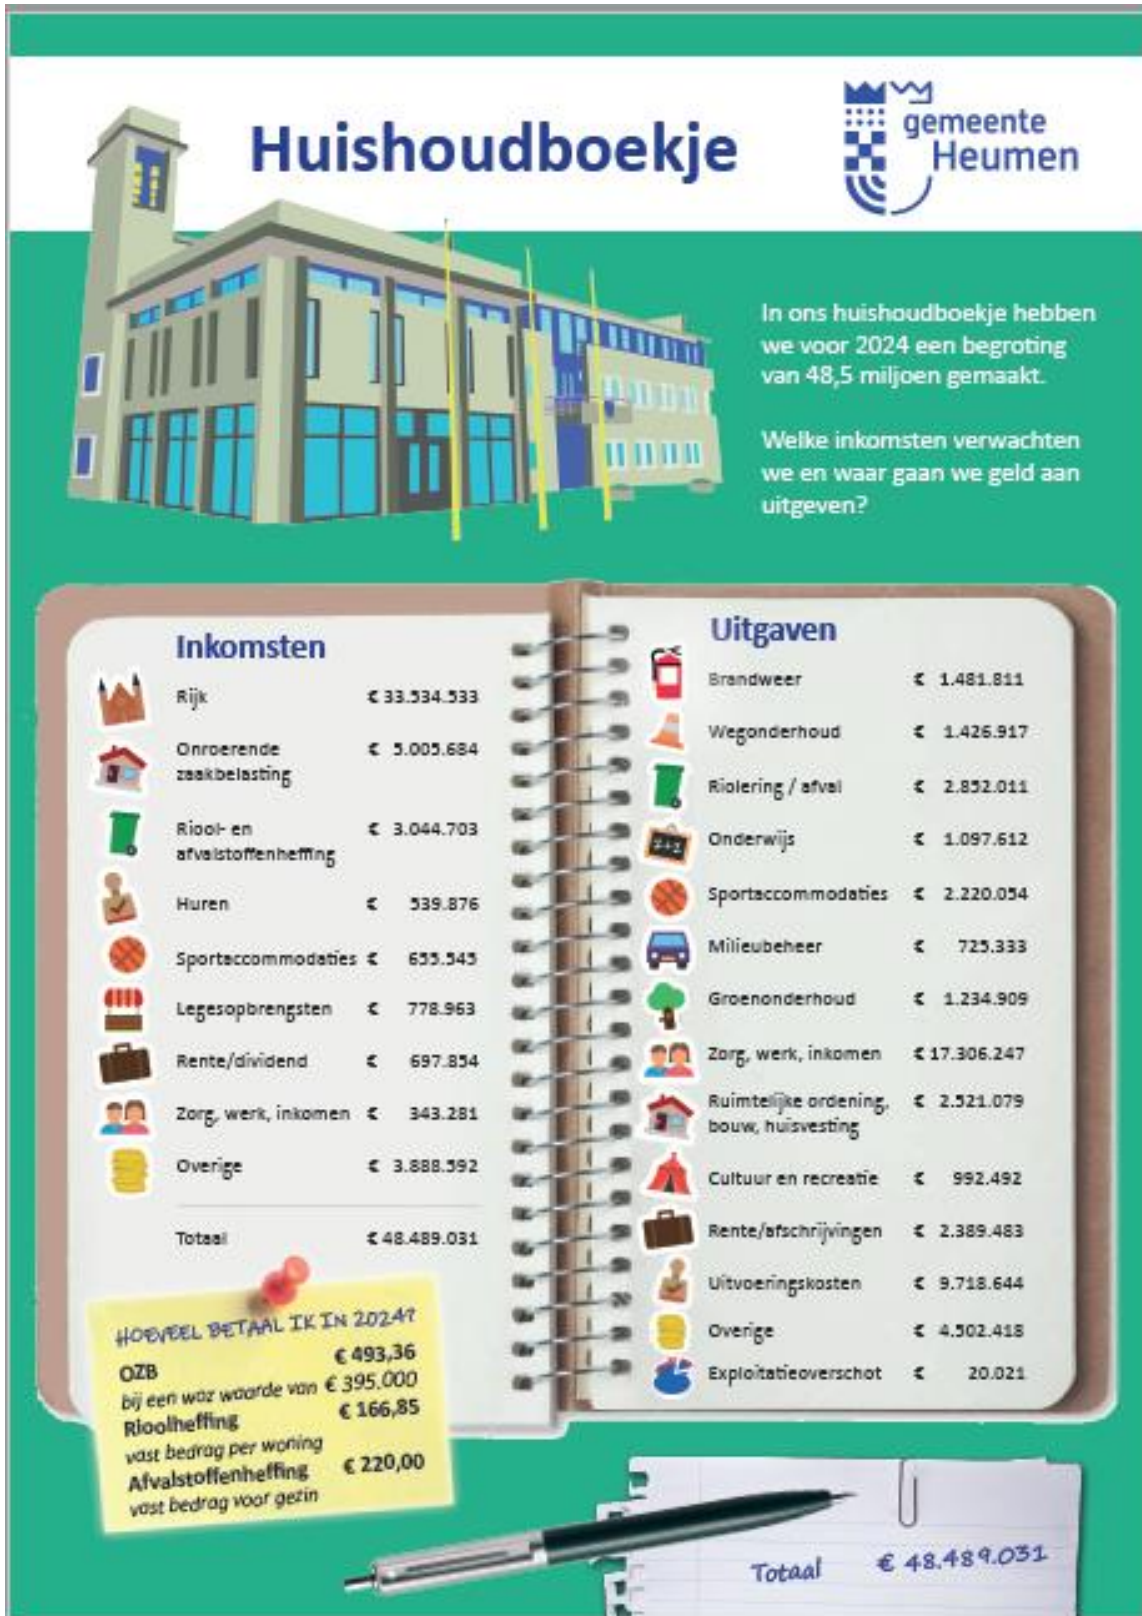 Huishoudboekje
gemeente
Heumen
In ons huishoudboekje hebben
we voor 2024 een begroting
van 48,5 miljoen gemaakt.
Welke inkomsten verwachten
we en waar gaan we geld aan
uitgeven?
Inkomsten
Rijk € 33.534.533
Onroerende € 5.005.684
zaakbelasting
Riool- en € 3.044.703
afvalstoffenheffing
Huren € 539.876
Sportaccommodaties € 655.545
Legesopbrengsten € 778.963
Rente/dividend € 697.854
Zorg, werk, inkomen € 343.281
Overige € 3.888.592
Totaal € 48.489.031
HOEVEEL BETAAL IK IN 2024?
OZB € 493,36
bij een woz waarde van € 395.000
Rioolheffing € 166,85
vast bedrag per woning
Afvalstoffenheffing € 220,00
vast bedrag voor gezin
Uitgaven
Brandweer € 1.481.811
Wegonderhoud € 1.426.917
Riolering / afval € 2.852.011
Onderwijs € 1.097.612
2+2
Sportaccommodaties € 2.220.054
Milieubeheer € 725.333
Groenonderhoud € 1.234.909
Zorg, werk, inkomen € 17.306.247
Ruimtelijke ordening, € 2.521.079
bouw, huisvesting
Cultuur en recreatie € 992.492
Rente/afschrijvingen € 2.389.483
Uitvoeringskosten € 9.718.644
Overige € 4.502.418
Exploitatieoverschot € 20.021
Totaal € 48.489.031